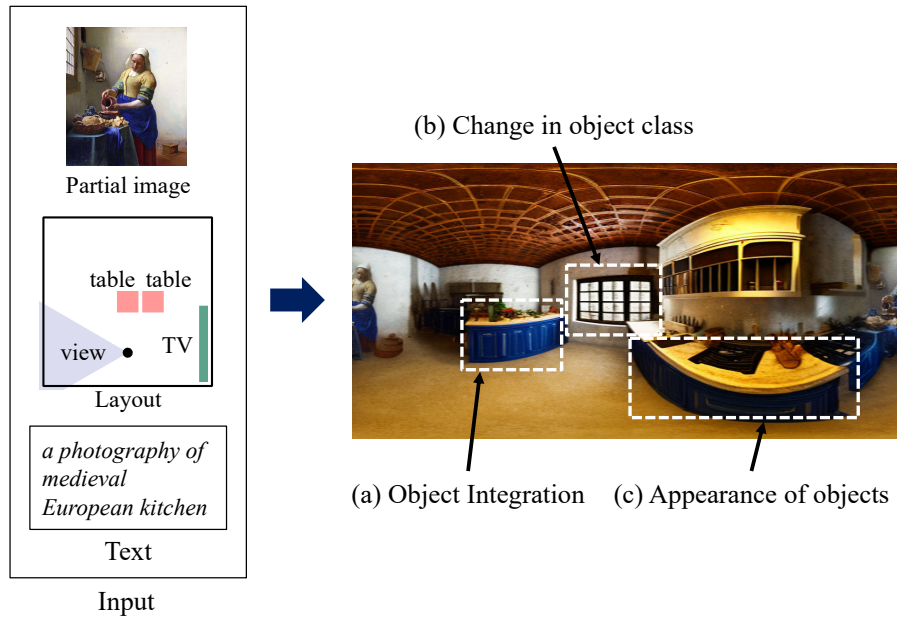 Partial image
table table
view
TV
Layout
a photography of
medieval
European kitchen
Text
Input
(b) Change in object class
(a) Object Integration
(c) Appearance of objects